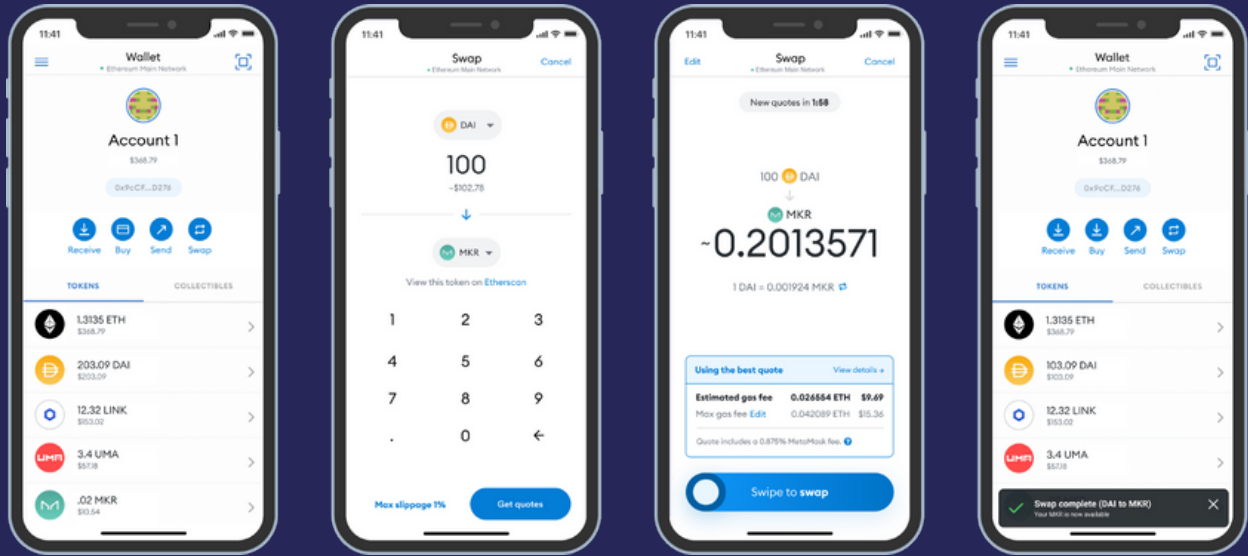 11:41
Wallet
Ethereum Main Network
Account 1
$368.79
0x9cCF...D276
Receive Buy Send Swap
TOKENS COLLECTIBLES
1.3135 ETH
$368.79
203.09 DAI
$203.09
12.32 LINK
$153.02
3.4 UMA
$57.18
UMA
.02 MKR
$10.54
11:41
Swap
Cancel
Ethereum Main Network
DAI
100
~$102.78
MKR
View this token on Etherscan
1 2 3
4 5 6
7 8 9
. 0
Max slippage 1% Get quotes
11:41
Edit Swap Cancel
Ethereum Main Network
New quotes in 1:58
100 DAI
MKR
~0.2013571
1 DAI = 0.001924 MKR
Using the best quote View details
Estimated gas fee 0.026554 ETH $9.69
Max gas fee Edit 0.042089 ETH $15.36
Quote includes a 0.875% MetaMask fee. ?
Swipe to swap
11:41
Wallet
Ethereum Main Network
Account 1
$368.79
0x9cCF...D276
Receive Buy Send Swap
TOKENS COLLECTIBLES
1.3135 ETH
$368.79
103.09 DAI
$103.09
12.32 LINK
$153.02
3.4 UMA
$57.18
UMA
Swap complete (DAI to MKR)
Your MKR is now available